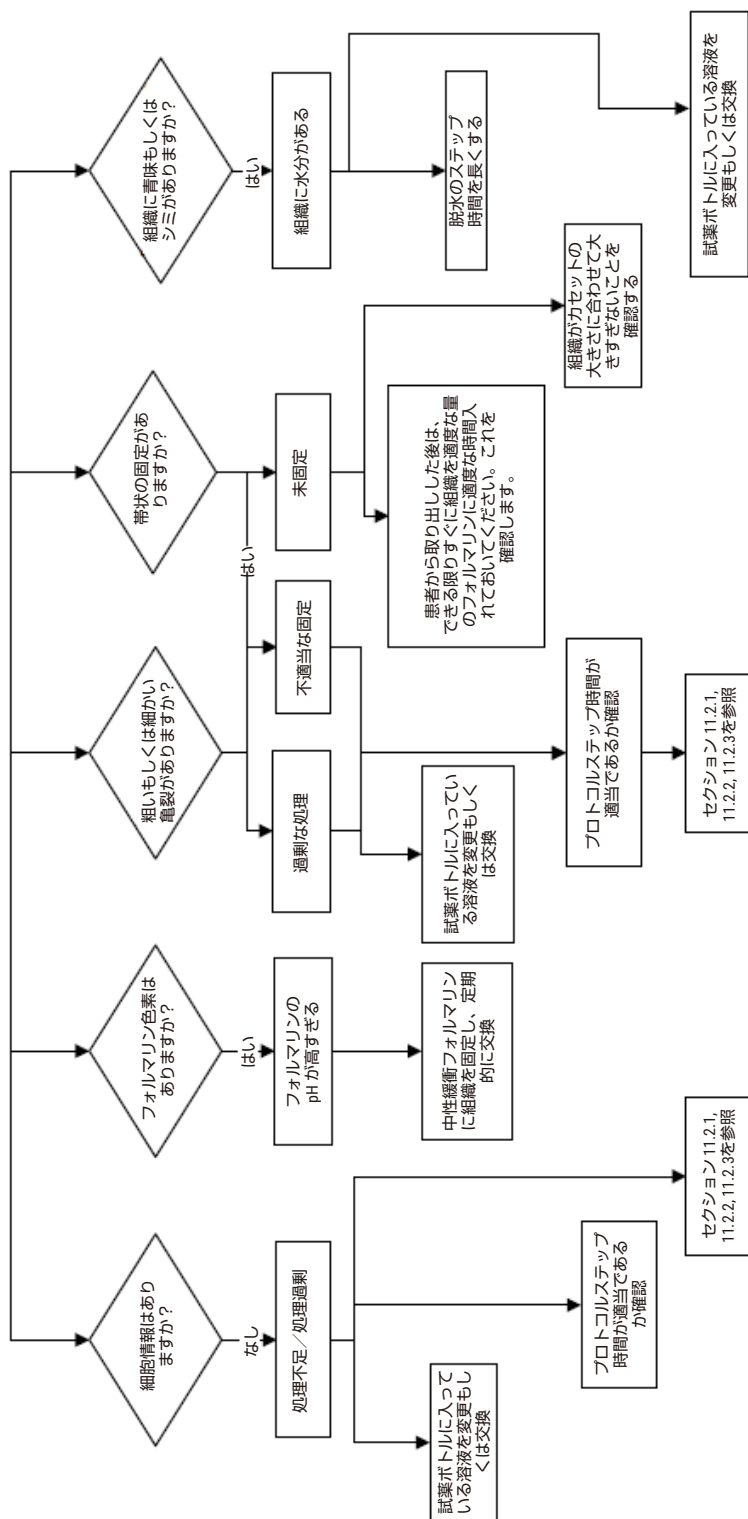 細胞情報はあり
ますか？
なし
処理不足／処理過剰
試薬ボトルに入って
いる溶液を変更もし
くは交換
プロトコルステップ
時間が適当である
か確認
セクション 11.2.1,
11.2.2, 11.2.3を参照
フォルマリン色素は
ありますか？
はい
フォルマリンの
pH が高すぎる
中性緩衝フォルマリン
に組織を固定し、定期
的に交換
粗いもしくは細かい
亀裂がありますか？
過剰な処理
不適当な固定
試薬ボトルに入ってい
る溶液を変更もしく
は交換
プロトコルステップ時間が
適当であるか確認
セクション 11.2.1,
11.2.2, 11.2.3を参照
帯状の固定があ
りますか？
はい
未固定
患者から取り出しした後は、
できる限りすぐに組織を適度な量
のフォルマリンに適度な時間入
れておいてください。これを
確認します。
組織がカセットの
大きさに合わせて大
きすぎないことを
確認する
組織に青味もしくは
シミがありますか？
はい
組織に水分がある
脱水のステップ
時間を長くする
試薬ボトルに入っている溶液を
変更もしくは交換